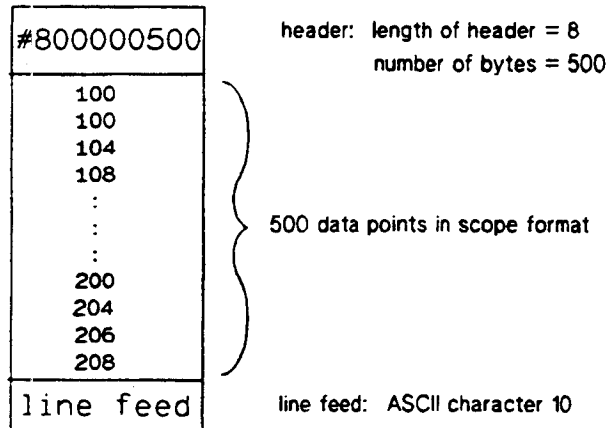 #800000500 header: length of header = 8
number of bytes = 500
100
100
104
108
:
:
:
500 data points in scope format
200
204
206
208
line feed line feed: ASCII character 10